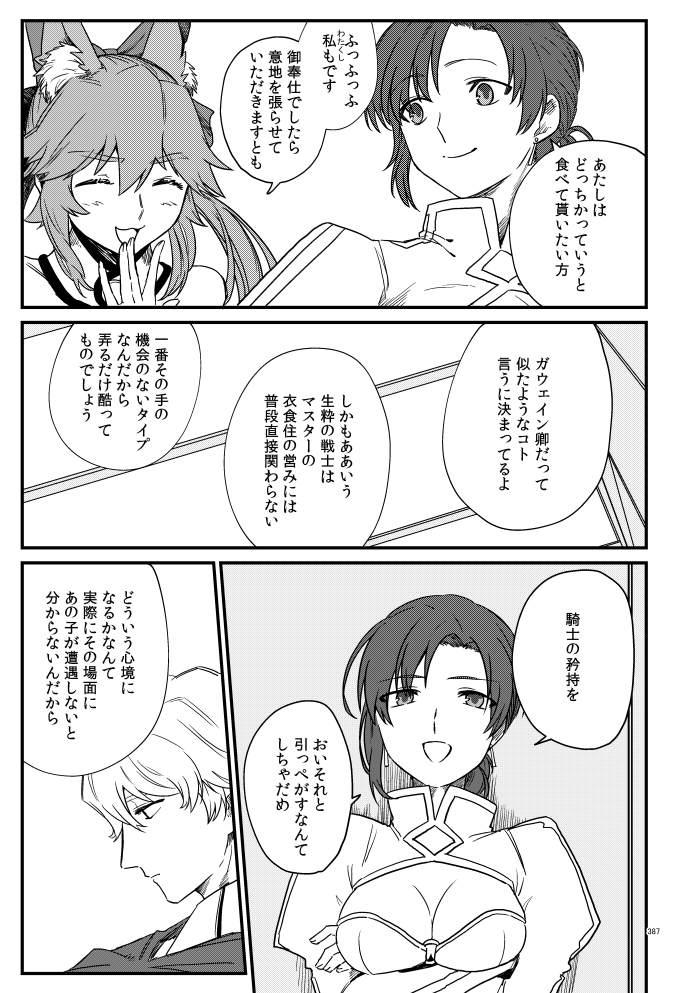 あたしは
どっちかっていうと
食べて貰いたい方
ふっふっふ
私もです
わたくし
御奉仕でしたら
意地を張らせて
いただきますとも
ガウェイン卿だって
似たようなコト
言うに決まってるよ
しかもああいう
生粋の戦士は
マスターの
衣食住の営みには
普段直接関わらない
一番その手の
機会のないタイプ
なんだから
弄るだけ酷って
ものでしょう
騎士の矜持を
おいそれと
引っぺがすなんて
しちゃだめ
どういう心境に
なるかなんて
実際にその場面に
あの子が遭遇しないと
分からないんだから
387